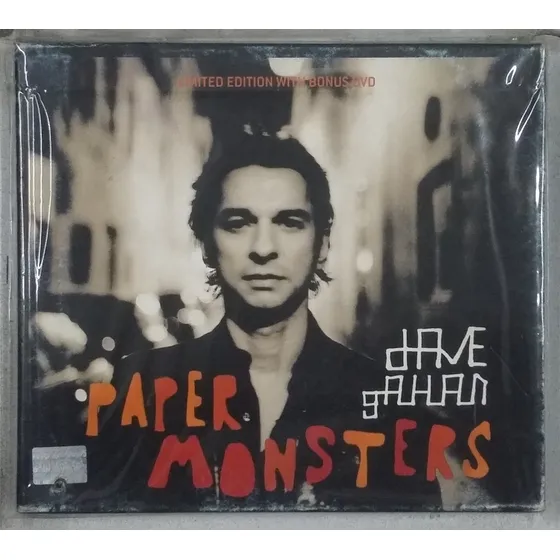 LIMITED EDITION WITH BONUS DVD
dAVE
gAHAN
PAPER
MONSTERS